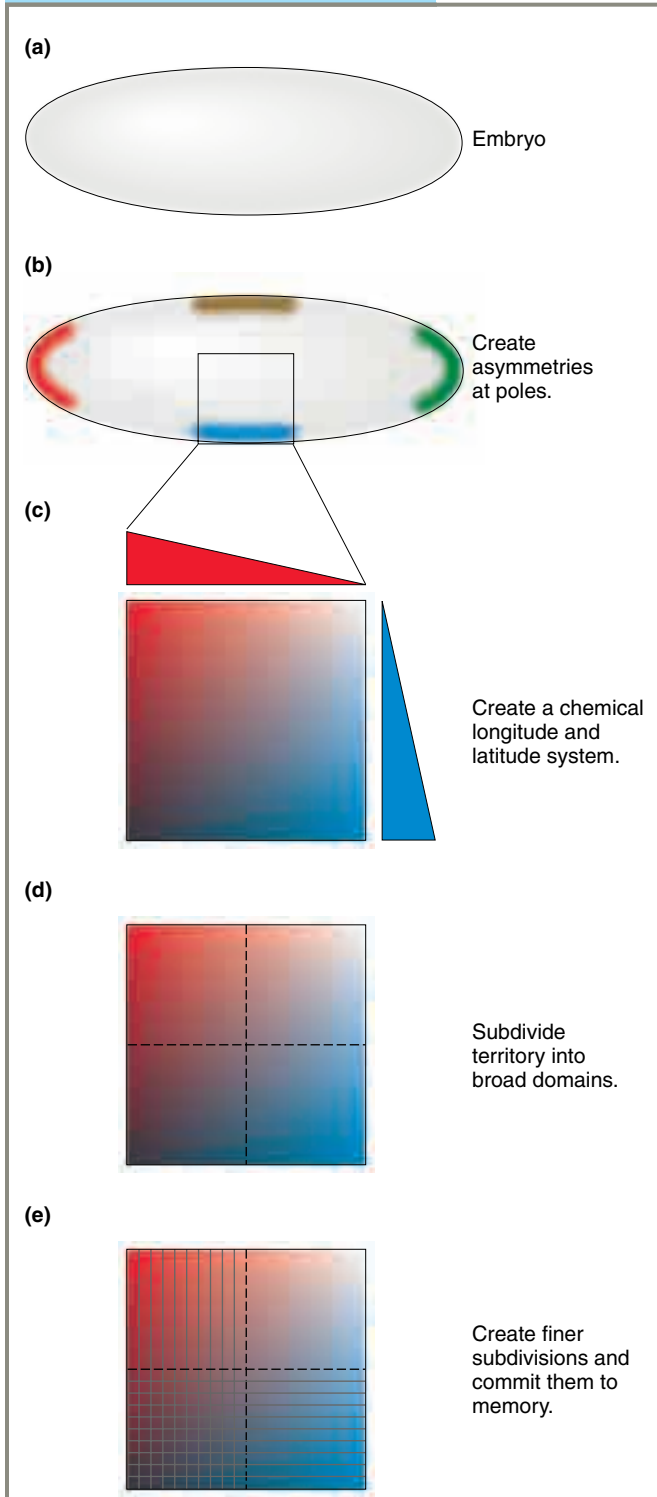 (a)
Embryo
(b)
Create
asymmetries
at poles.
(c)
Create a chemical
longitude and
latitude system.
(d)
Subdivide
territory into
broad domains.
(e)
Create finer
subdivisions and
commit them to
memory.